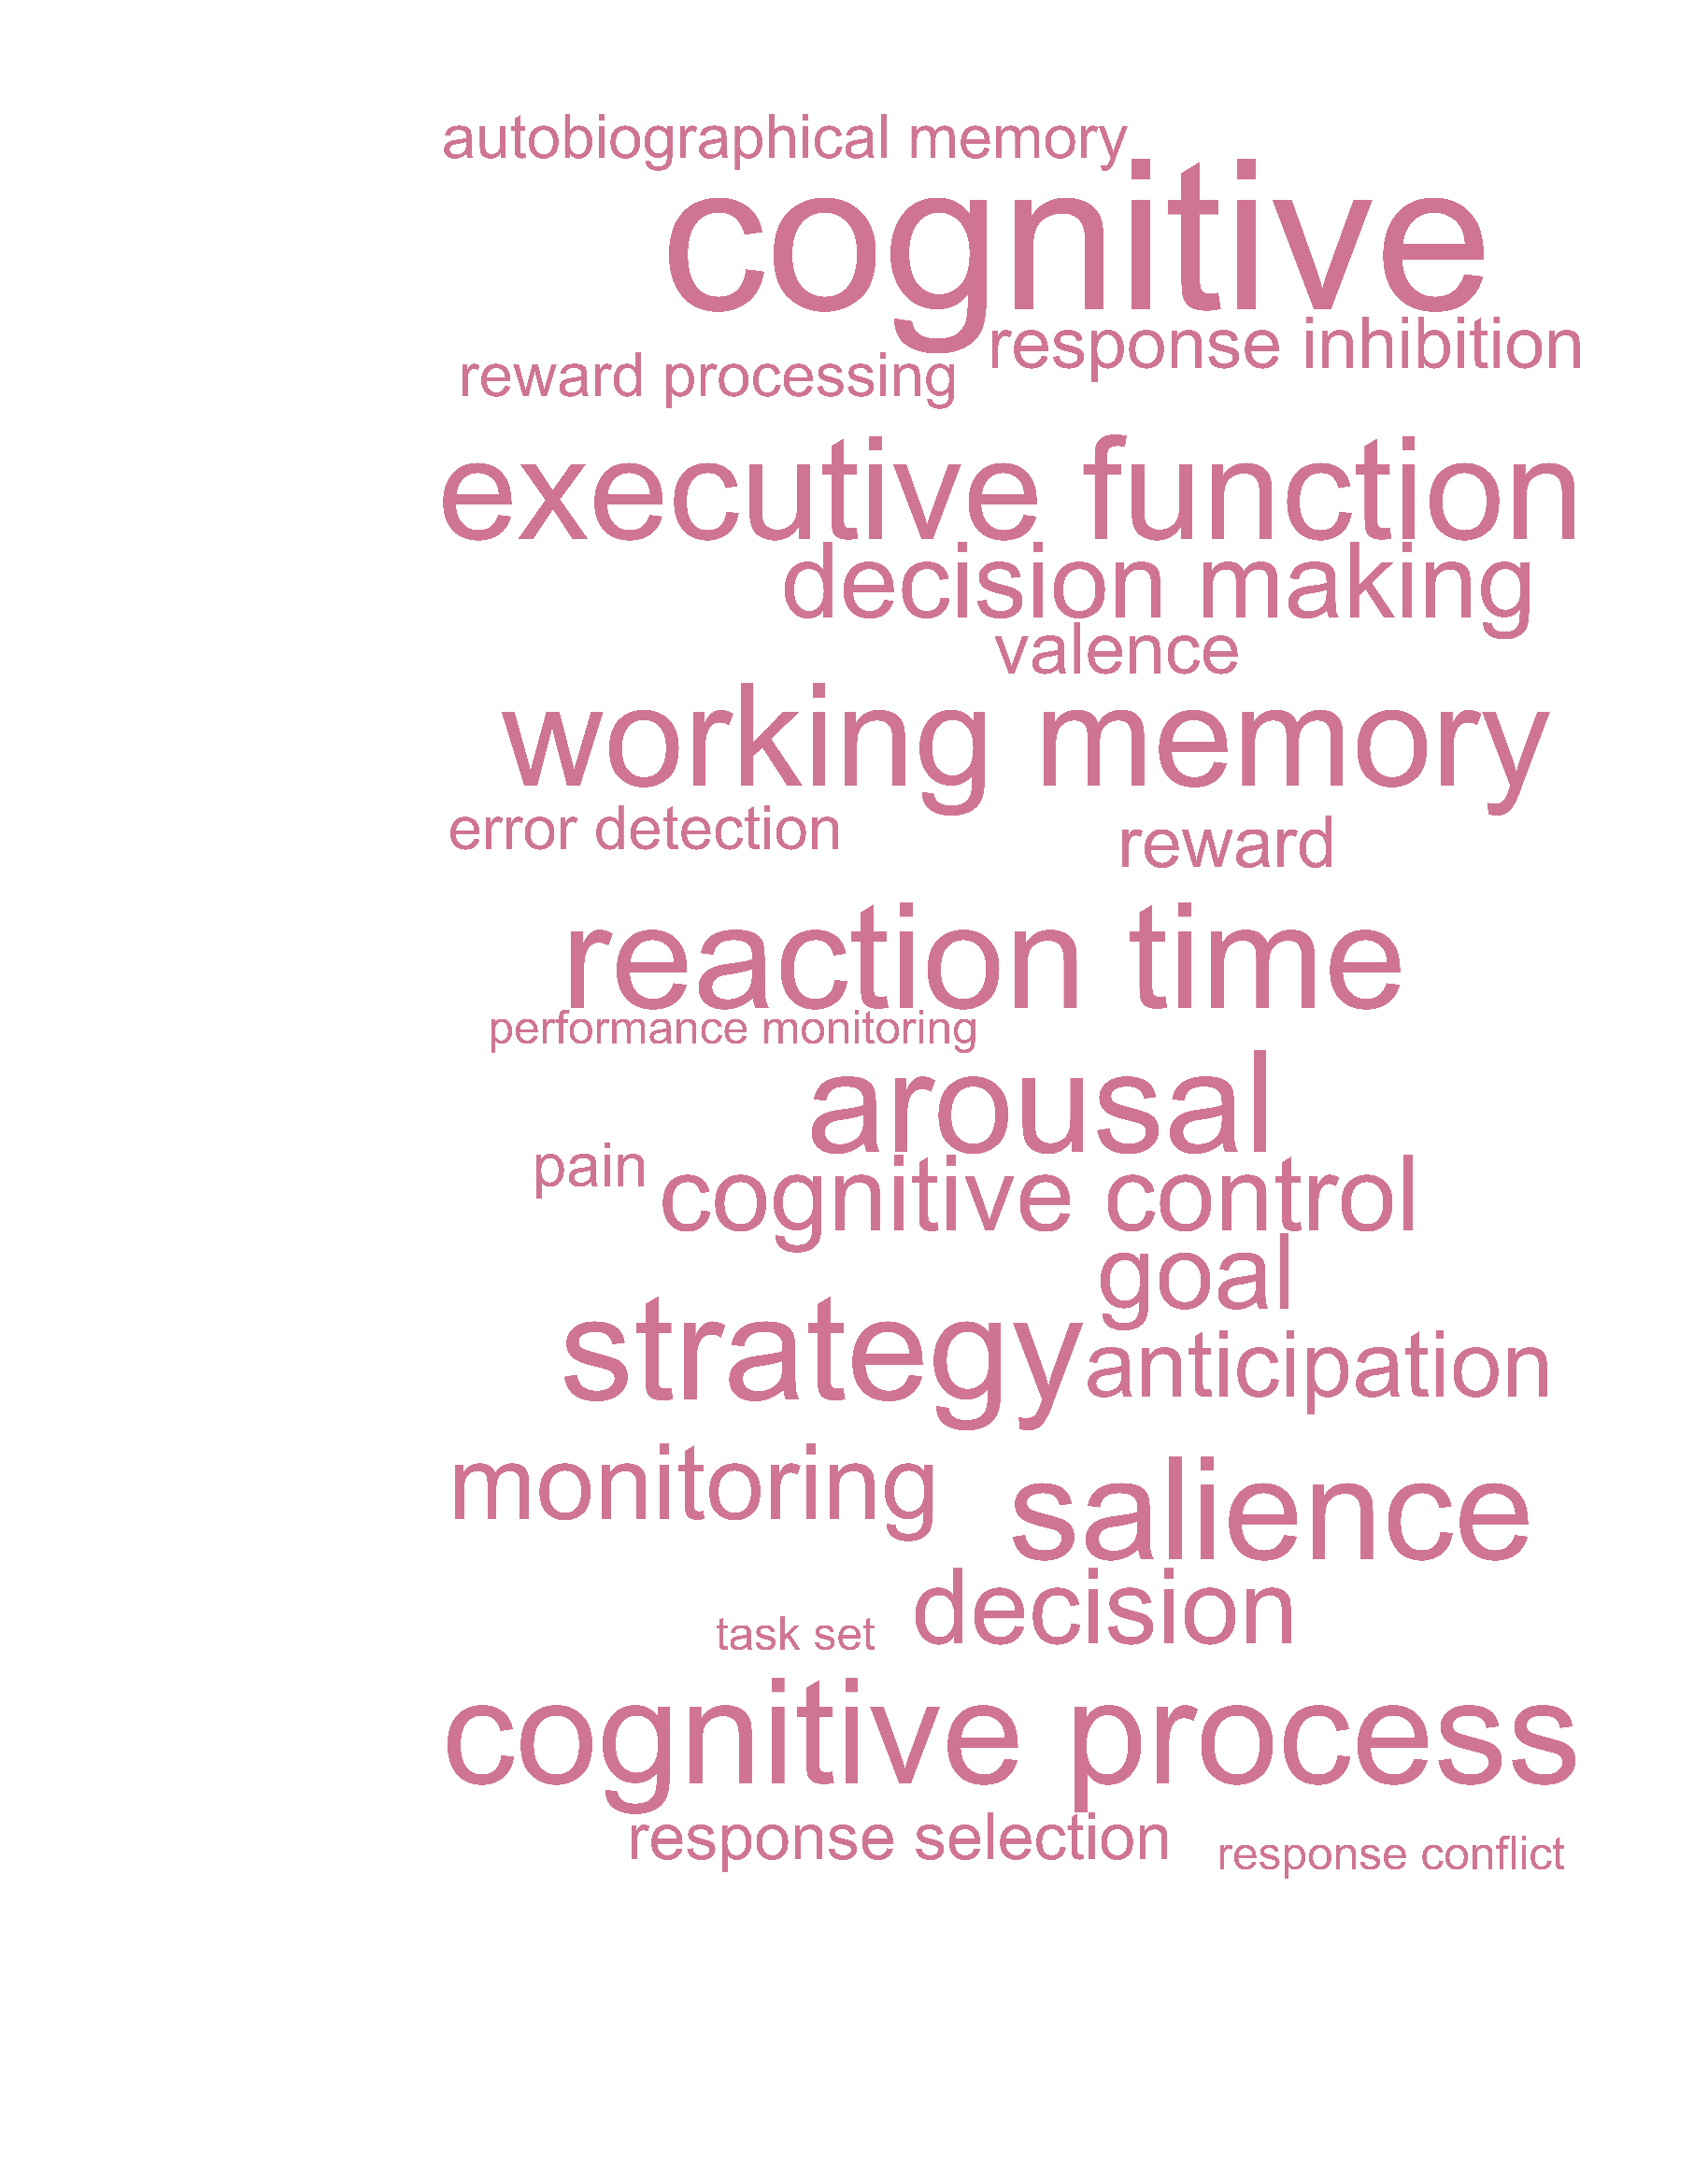 autobiographical memory
cognitive
response inhibition
reward processing
executive function
decision making
valence
working memory
error detection
reward
reaction time
performance monitoring
arousal
pain
cognitive control
goal
strategy
anticipation
monitoring
salience
decision
task set
cognitive process
response selection
response conflict